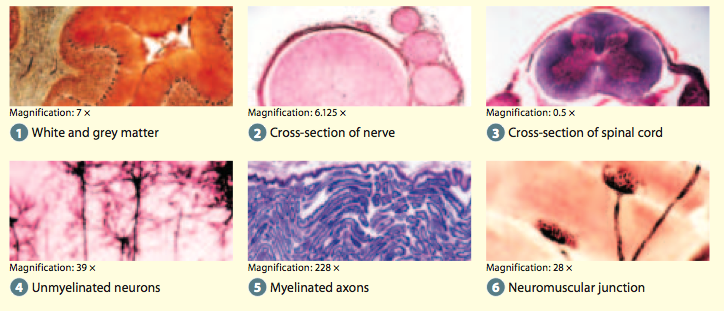 Magnification: 7 × Magnification: 6.125 × Magnification: 0.5 ×
1 White and grey matter 2 Cross-section of nerve 3 Cross-section of spinal cord
Magnification: 39 × Magnification: 228 × Magnification: 28 ×
4 Unmyelinated neurons 5 Myelinated axons 6 Neuromuscular junction